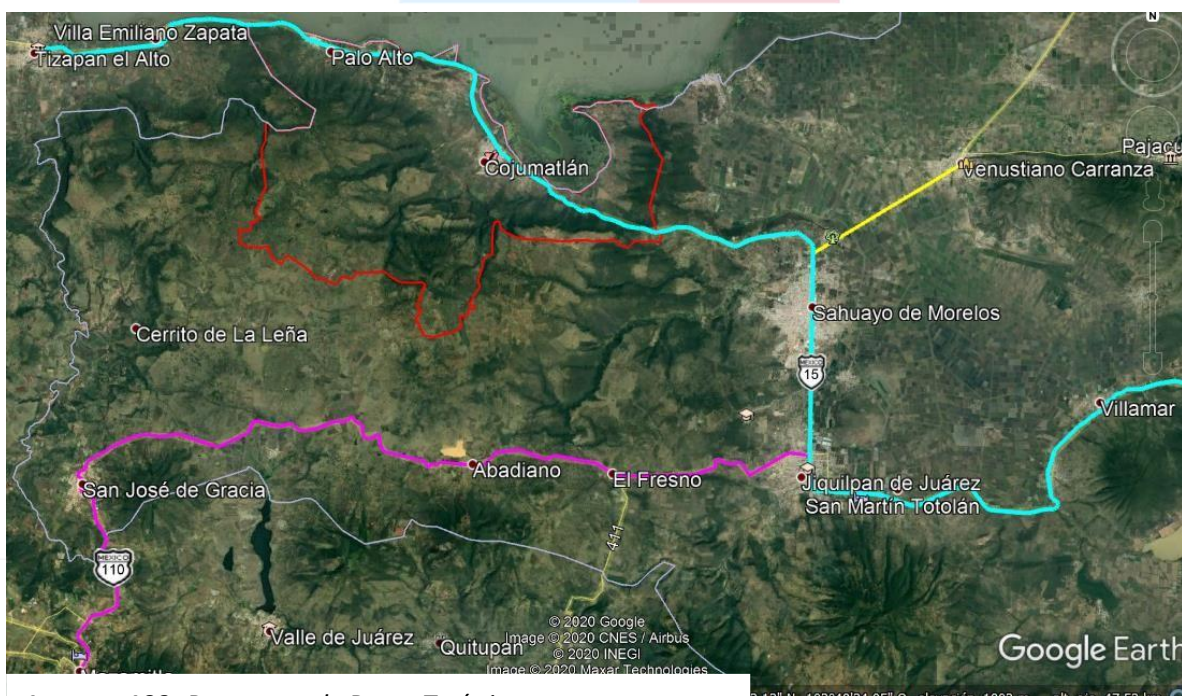 N
Villa Emiliano Zapata
Tizapan el Alto
Palo Alto
Cojumatlán
Venustiano Carranza
Cerrito de La Leña
Sahuayo de Morelos
MEXICO
15
Villamar
Abadiano
El Fresno
San José de Gracia
Jiquilpan de Juárez
San Martín Totolán
411
MEXICO
110
Valle de Juárez
Quitupan
© 2020 Google
Image © 2020 CNES / Airbus
© 2020 INEGI
Image © 2020 Maxar Technologies
Google Earth